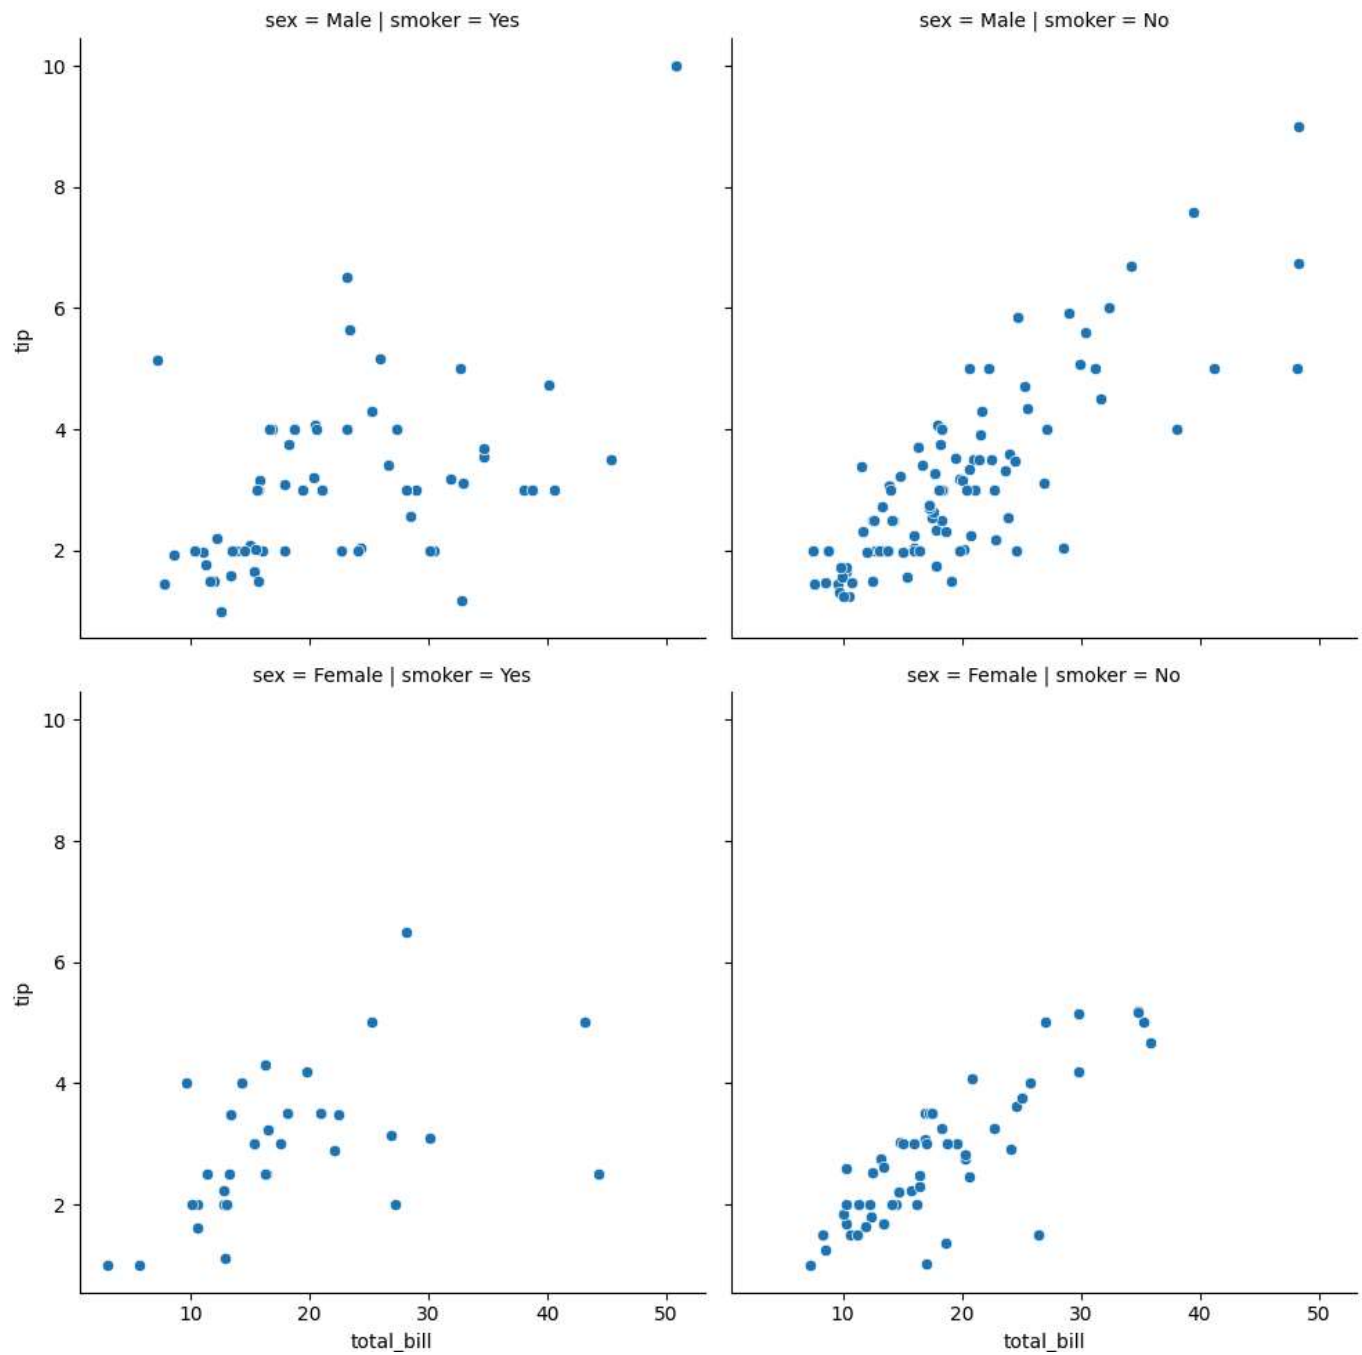 sex = Male | smoker = Yes
sex = Male | smoker = No
10
8
6
4
2
tip
sex = Female | smoker = Yes
sex = Female | smoker = No
10
8
6
4
2
tip
10 20 30 40 50
10 20 30 40 50
total_bill
total_bill